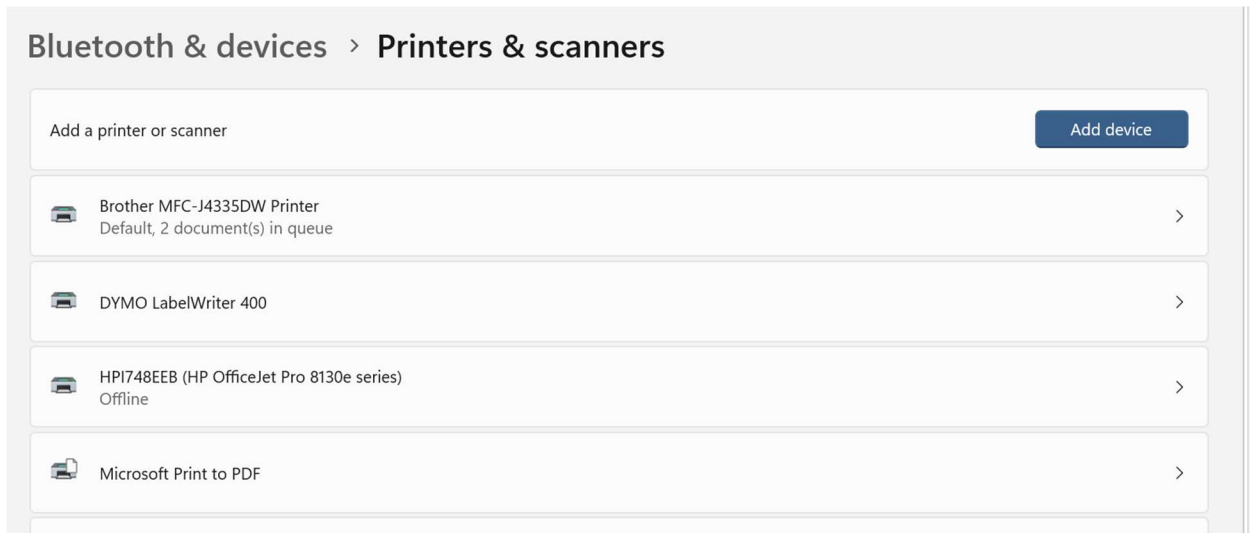 Bluetooth & devices > Printers & scanners
Add a printer or scanner
Add device
Brother MFC-J4335DW Printer
Default, 2 document(s) in queue
DYMO LabelWriter 400
HPI748EEB (HP OfficeJet Pro 8130e series)
Offline
Microsoft Print to PDF